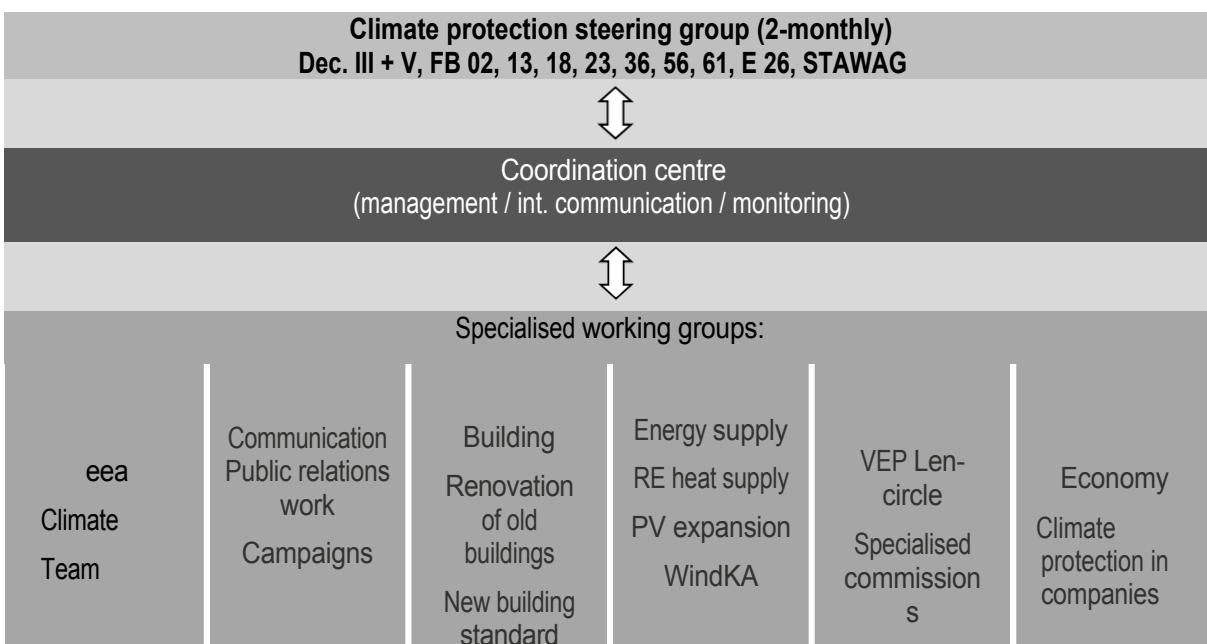 Climate protection steering group (2-monthly)
Dec. III + V, FB 02, 13, 18, 23, 36, 56, 61, E 26, STAWAG
Coordination centre
(management / int. communication / monitoring)
Specialised working groups:
eea
Climate
Team
Communication
Public relations
work
Campaigns
Building
Renovation
of old
buildings
New building
standard
Energy supply
RE heat supply
PV expansion
WindKA
VEP Len-
circle
Specialised
commission
s
Economy
Climate
protection in
companies